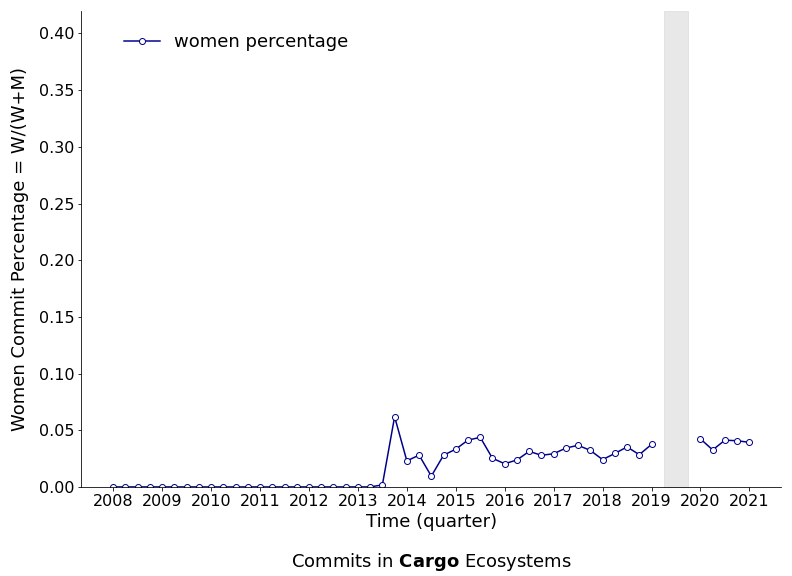 women percentage
Women Commit Percentage = W/(W+M)
0.40
0.35
0.30
0.25
0.20
0.15
0.10
0.05
0.00
2008 2009 2010 2011 2012 2013 2014 2015 2016 2017 2018 2019 2020 2021
Time (quarter)
Commits in Cargo Ecosystems